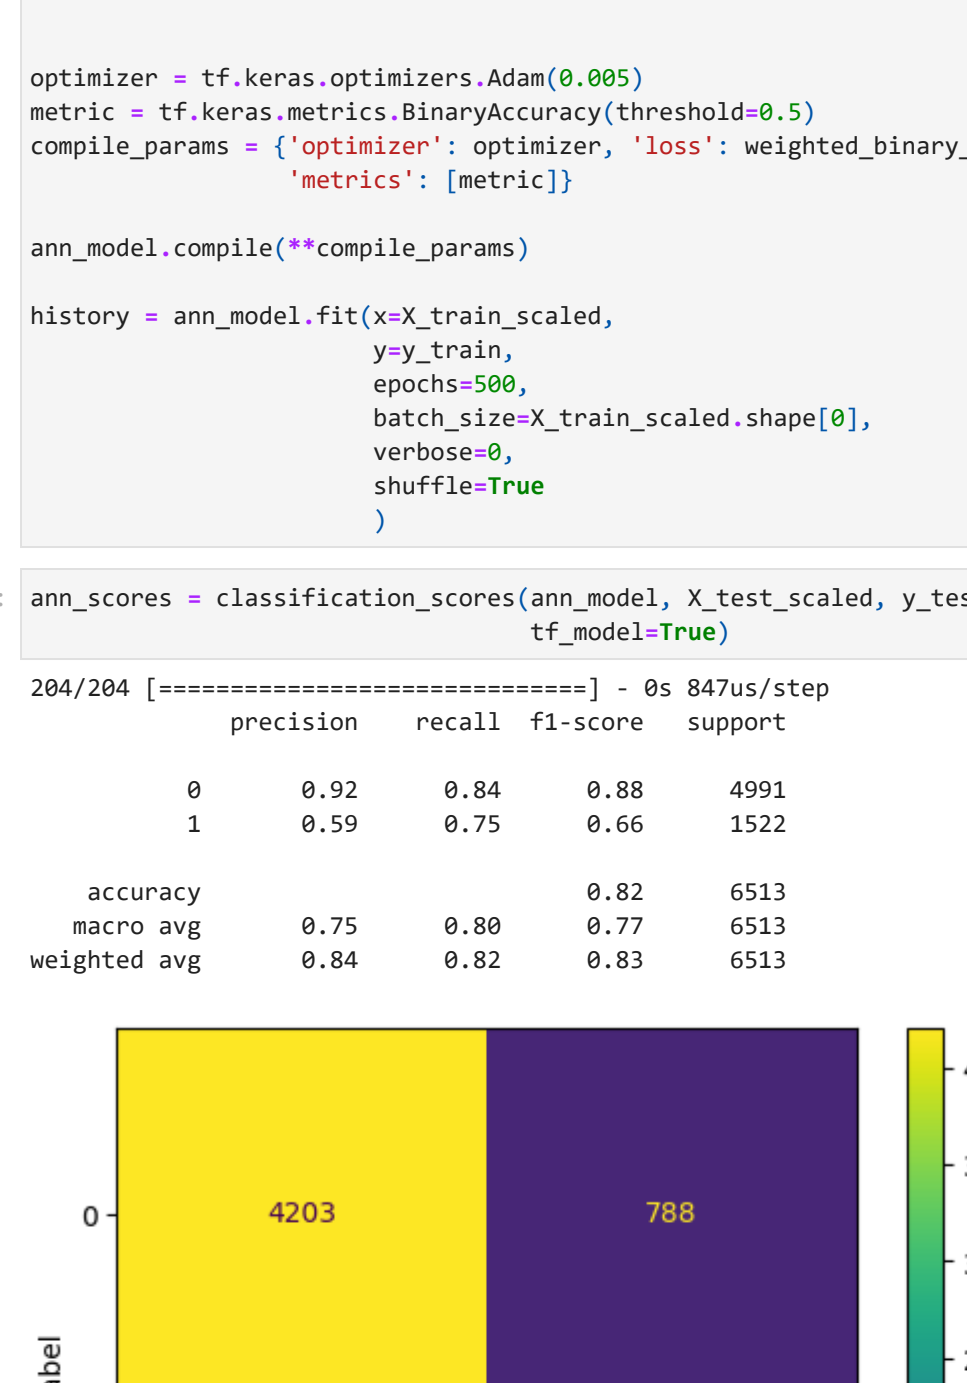 optimizer = tf.keras.optimizers.Adam(0.005)
metric = tf.keras.metrics.BinaryAccuracy(threshold=0.5)
compile_params = {'optimizer': optimizer, 'loss': weighted_binary_
'metrics': [metric]}
ann_model.compile(**compile_params)
history = ann_model.fit(x=X_train_scaled,
y=y_train,
epochs=500,
batch_size=X_train_scaled.shape[0],
verbose=0,
shuffle=True
)
ann_scores = classification_scores(ann_model, X_test_scaled, y_tes
tf_model=True)
204/204 [==============================] - 0s 847us/step
precision recall f1-score support
0 0.92 0.84 0.88 4991
1 0.59 0.75 0.66 1522
accuracy 0.82 6513
macro avg 0.75 0.80 0.77 6513
weighted avg 0.84 0.82 0.83 6513
0 4203 788